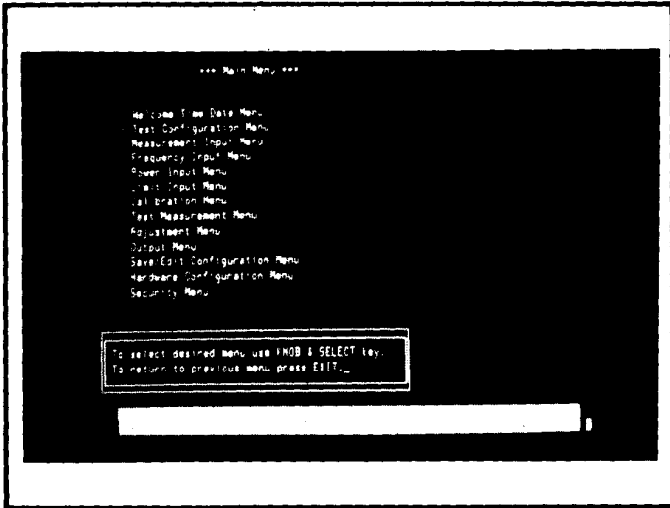 *** Main Menu ***
Welcome Time Date Menu
Test Configuration Menu
Measurement Input Menu
Frequency Input Menu
Power Input Menu
Limit Input Menu
Calibration Menu
Test Measurement Menu
Adjustment Menu
Output Menu
Save/Edit Configuration Menu
Hardware Configuration Menu
Security Menu
To select desired menu use KNOB & SELECT key.
To return to previous menu press EXIT._